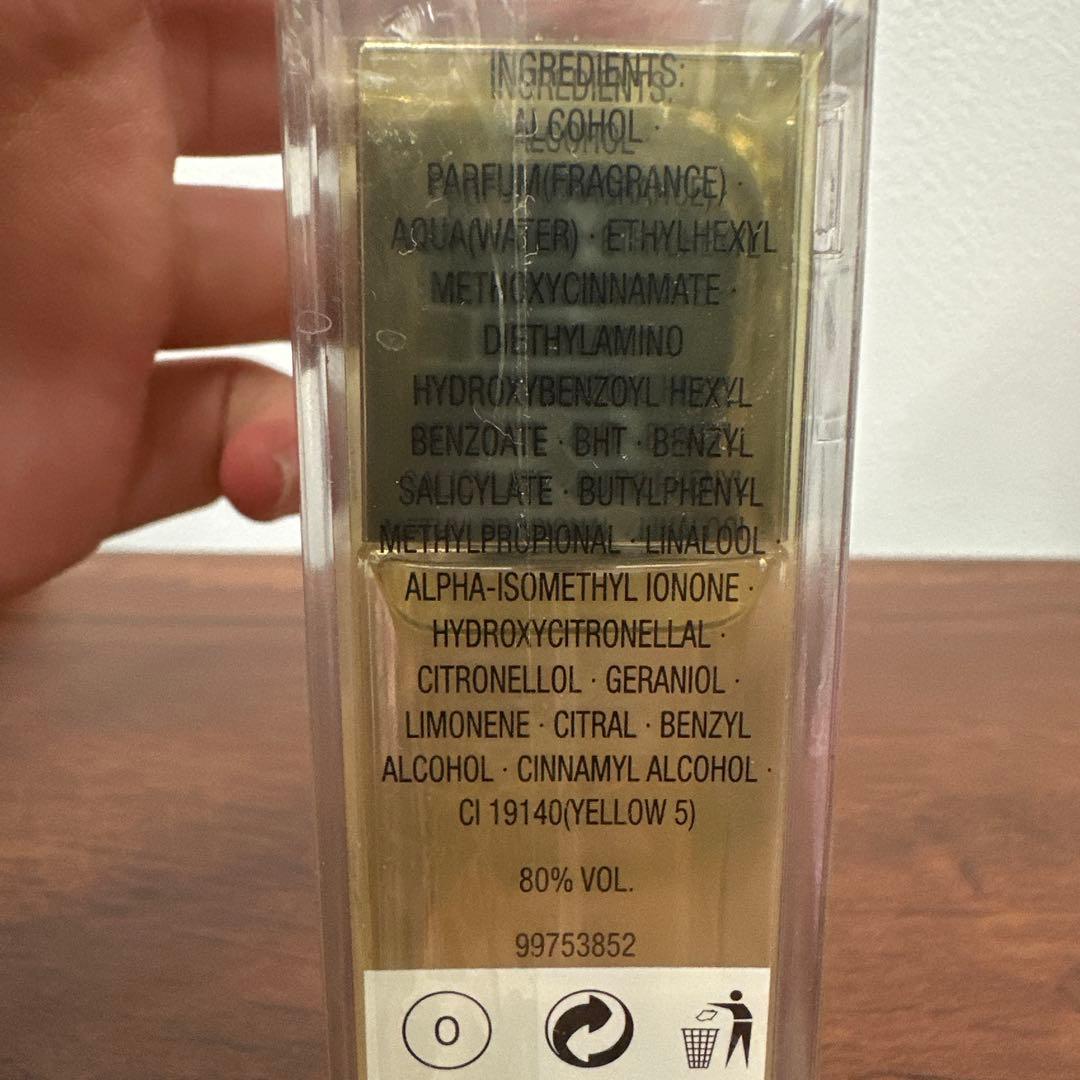 INGREDIENTS:
ALCOHOL ·
PARFUM(FRAGRANCE) ·
AQUA(WATER) · ETHYLHEXYL
METHOXYCINNAMATE ·
DIETHYLAMINO
HYDROXYBENZOYL HEXYL
BENZOATE · BHT · BENZYL
SALICYLATE · BUTYLPHENYL
METHYLPROPIONAL · LINALOOL ·
ALPHA-ISOMETHYL IONONE ·
HYDROXYCITRONELLAL ·
CITRONELLOL · GERANIOL ·
LIMONENE · CITRAL · BENZYL
ALCOHOL · CINNAMYL ALCOHOL ·
CI 19140(YELLOW 5)
80% VOL.
99753852
O